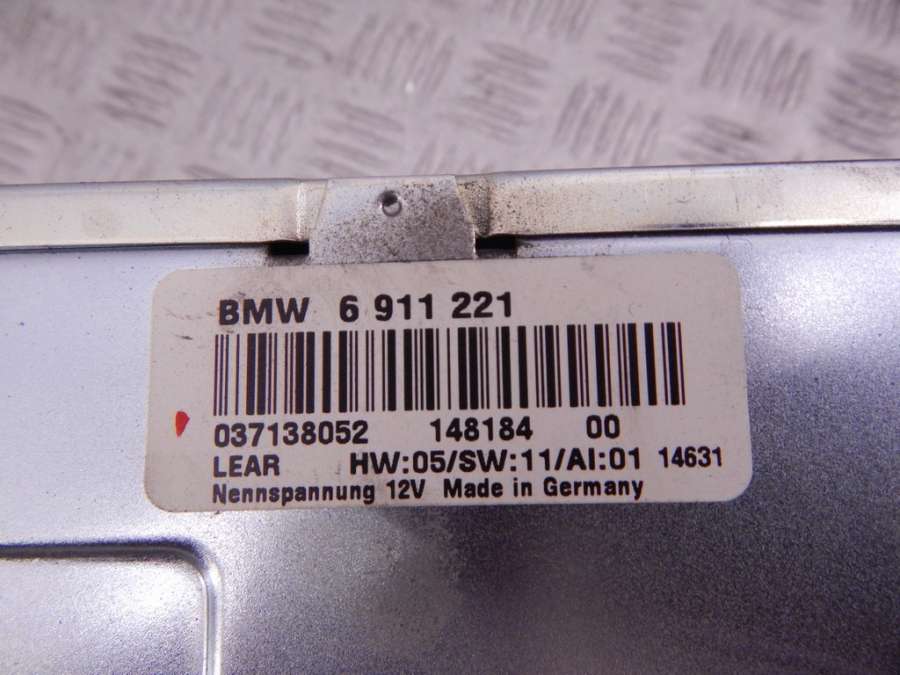 BMW 6 911 221
037138052 148184 00
LEAR HW:05/SW:11/AI:01 14631
Nennspannung 12V Made in Germany